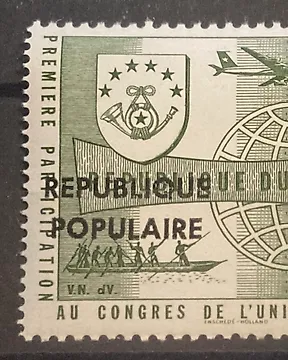 PREMIERE PARTICIPATION
REPUBLIQUE DU
REPUBLIQUE
POPULAIRE
V.N. dV.
AU CONGRES DE L'UNI
ENSCHEDE-HOLLAND